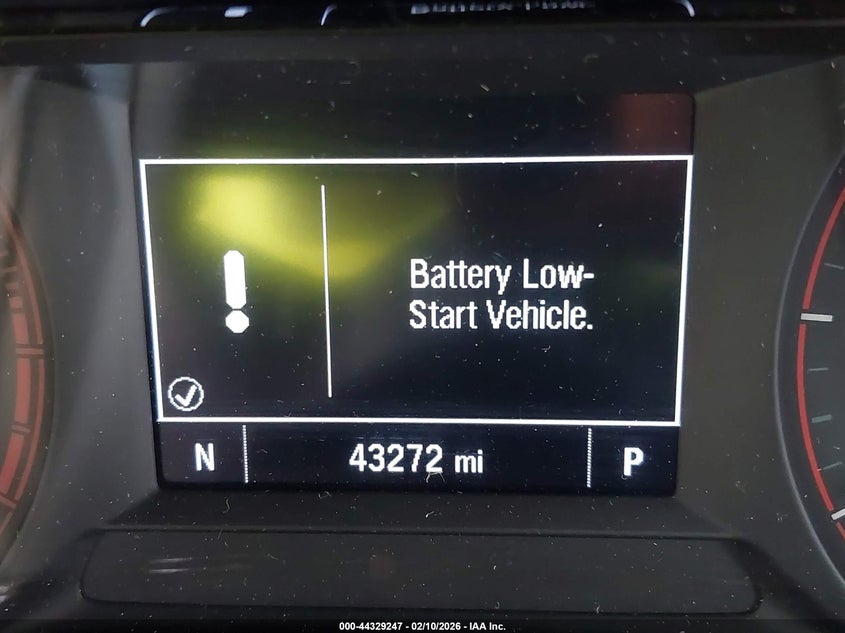 Battery Low-
Start Vehicle.
N
43272 mi
P
000-44329247 - 02/10/2026 - IAA Inc.